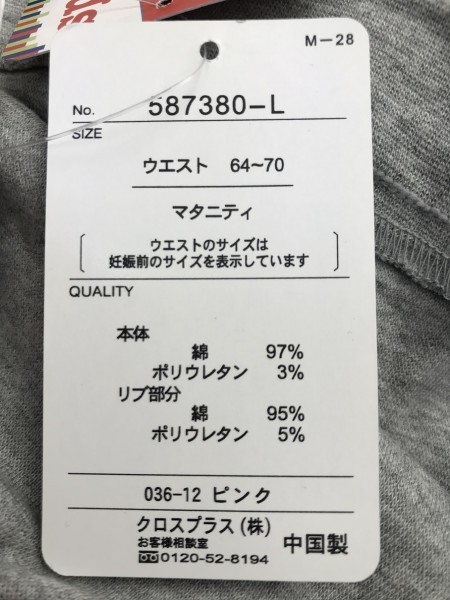 M-28
No. 587380-L
SIZE
ウエスト 64~70
マタニティ
ウエストのサイズは
妊娠前のサイズを表示しています
QUALITY
本体
綿 97%
ポリウレタン 3%
リブ部分
綿 95%
ポリウレタン 5%
036-12 ピンク
クロスプラス(株)
お客様相談室
0120-52-8194
中国製